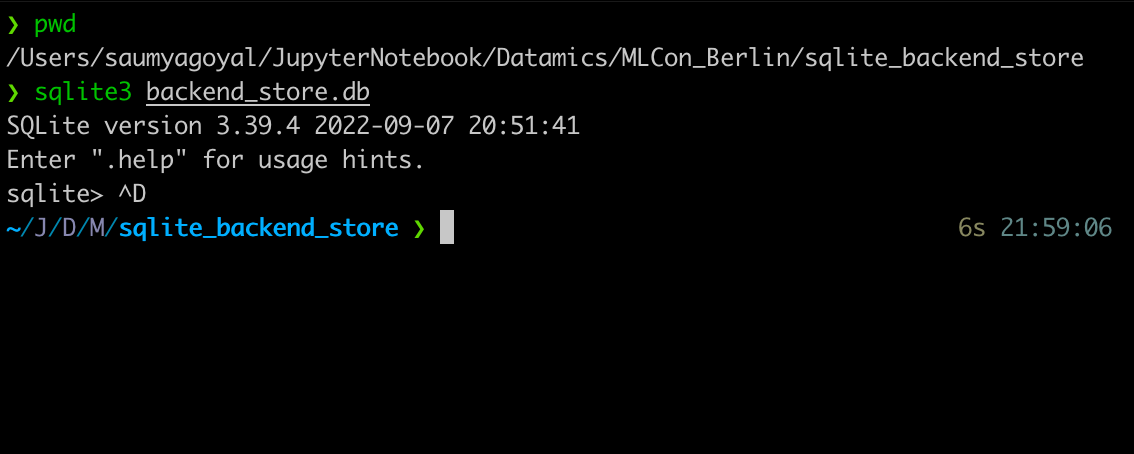 ❯ pwd
/Users/saumyagoyal/JupyterNotebook/Datamics/MLCon_Berlin/sqlite_backend_store
❯ sqlite3 backend_store.db
SQLite version 3.39.4 2022-09-07 20:51:41
Enter ".help" for usage hints.
sqlite> ^D
~/J/D/M/sqlite_backend_store ❯ 6s 21:59:06